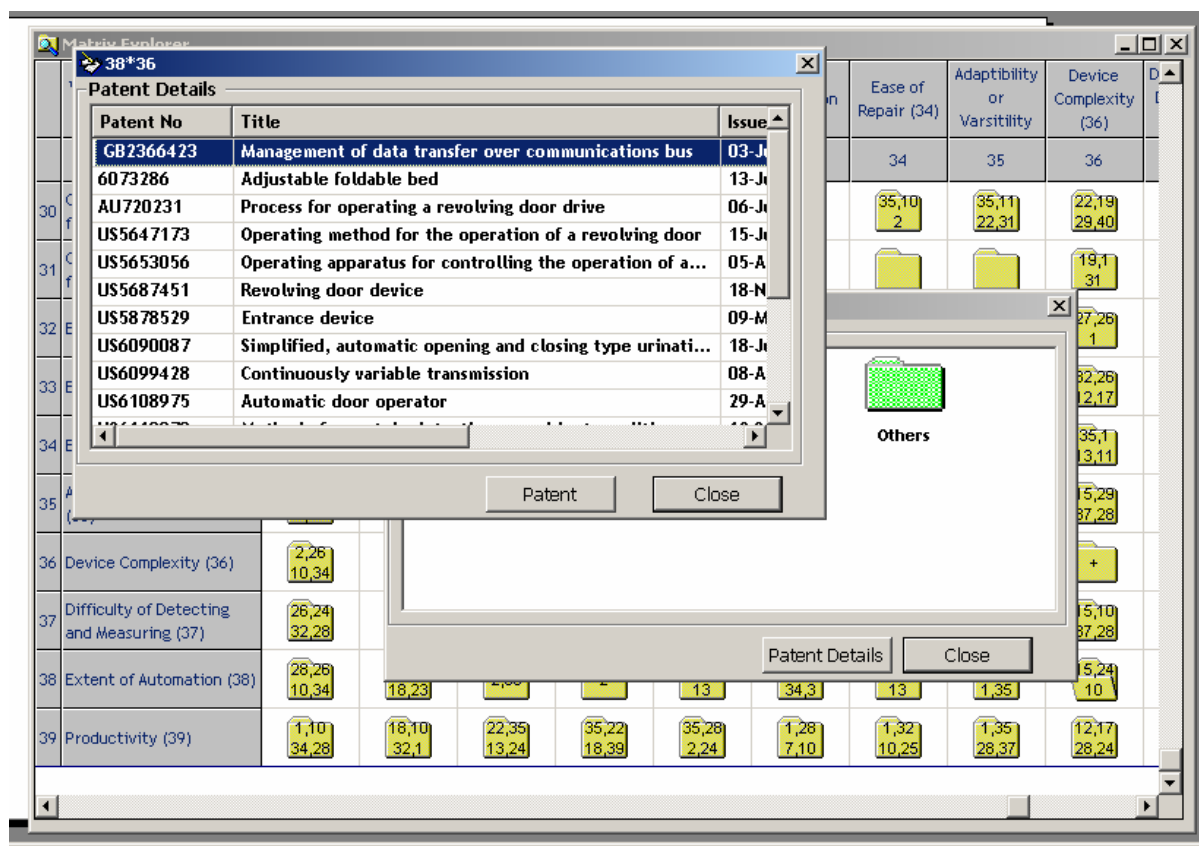 Matrix Explorer
38*36
Patent Details
Patent No Title Issue
GB2366423 Management of data transfer over communications bus 03-J
6073286 Adjustable foldable bed 13-J
AU720231 Process for operating a revolving door drive 06-J
US5647173 Operating method for the operation of a revolving door 15-J
US5653056 Operating apparatus for controlling the operation of a... 05-A
US5687451 Revolving door device 18-N
US5878529 Entrance device 09-M
US6090087 Simplified, automatic opening and closing type urinati... 18-J
US6099428 Continuously variable transmission 08-A
US6108975 Automatic door operator 29-A
Patent Close
Ease of
Repair (34)
Adaptibility
or
Varsitility
Device
Complexity
(36)
34 35 36
30 35,10 35,11 22,19
2 22,31 29,40
31 19,1
31
32 E 27,26
1
33 E 32,26
12,17
34 E 35,1
13,11
35 15,29
37,28
Others
36 Device Complexity (36) 2,26 +
10,34
37 Difficulty of Detecting 26,24 15,10
and Measuring (37) 32,28 37,28
Patent Details Close
38 Extent of Automation (38) 28,26 15,24
10,34 18,23 2 13 34,3 13 1,35 10
39 Productivity (39) 1,10 18,10 22,35 35,22 35,28 1,28 1,32 1,35 12,17
34,28 32,1 13,24 18,39 2,24 7,10 10,25 28,37 28,24